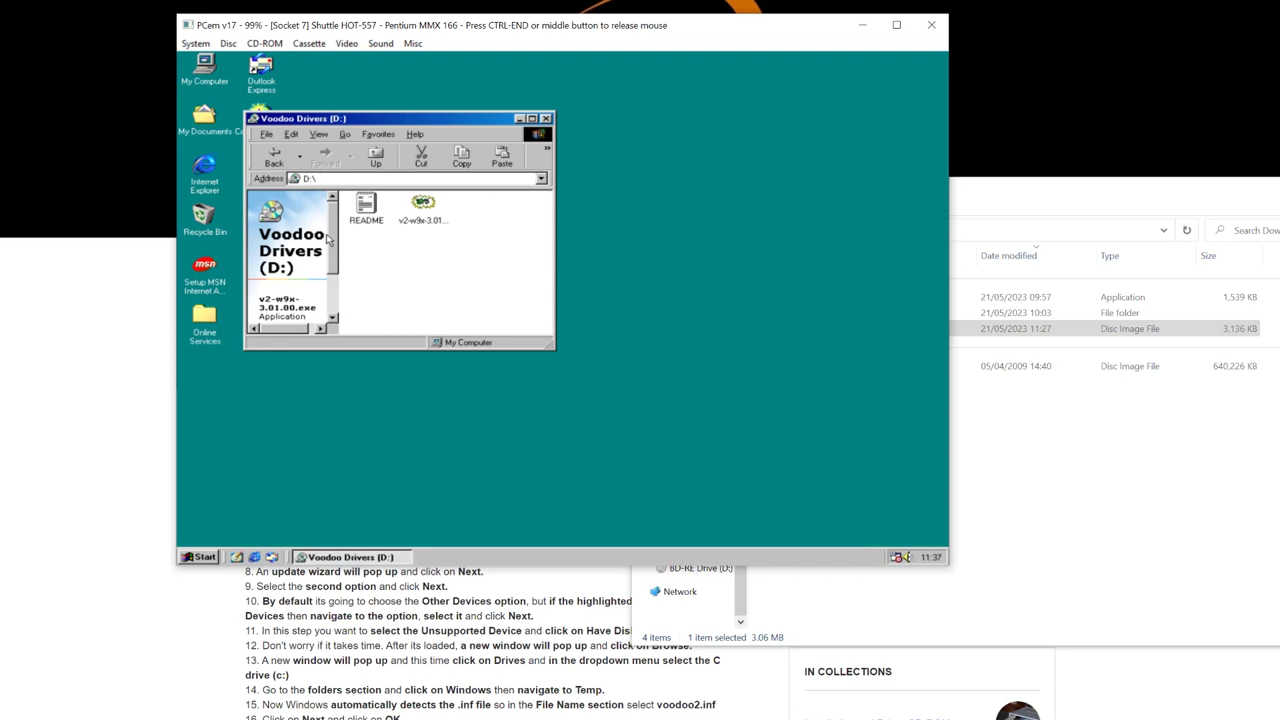 PCem v17 - 99% - [Socket 7] Shuttle HOT-557 - Pentium MMX 166 - Press CTRL-END or middle button to release mouse
System Disc CD-ROM Cassette Video Sound Misc
My Computer
Outlook
Express
My Documents
Internet
Explorer
Recycle Bin
msn
Setup MSN
Internet A...
Online
Services
Voodoo Drivers (D:)
File Edit View Go Favorites Help
Back Forward Up Cut Copy Paste »
Address D:\
Voodoo
Drivers
(D:)
v2-w9x-
3.01.00.exe
Application
README
v2-w9x-3.01...
My Computer
Start
Voodoo Drivers (D:)
11:37
Search Dow
Date modified Type Size
21/05/2023 09:57 Application 1,539 KB
21/05/2023 10:03 File folder
21/05/2023 11:27 Disc Image File 3,136 KB
05/04/2009 14:40 Disc Image File 640,226 KB
BD-RE Drive (D:)
Network
4 items 1 item selected 3.06 MB
8. An update wizard will pop up and click on Next.
9. Select the second option and click Next.
10. By default its going to choose the Other Devices option, but if the highlighted
Devices then navigate to the option, select it and click Next.
11. In this step you want to select the Unsupported Device and click on Have Dis
12. Don't worry if it takes time. After its loaded, a new window will pop up and click on Browse.
13. A new window will pop up and this time click on Drives and in the dropdown menu select the C
drive (c:)
14. Go to the folders section and click on Windows then navigate to Temp.
15. Now Windows automatically detects the .inf file so in the File Name section select voodoo2.inf
16. Click on Next and click on OK.
IN COLLECTIONS